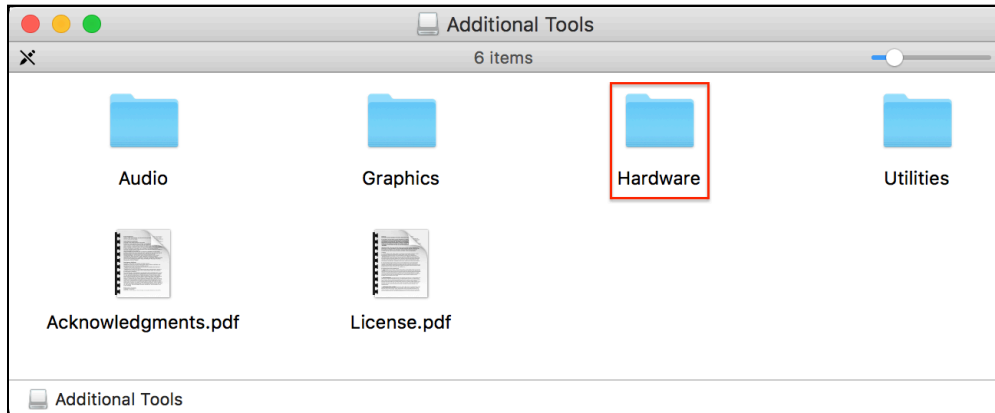 Additional Tools
6 items
Audio Graphics Hardware Utilities
Acknowledgments.pdf License.pdf
Additional Tools